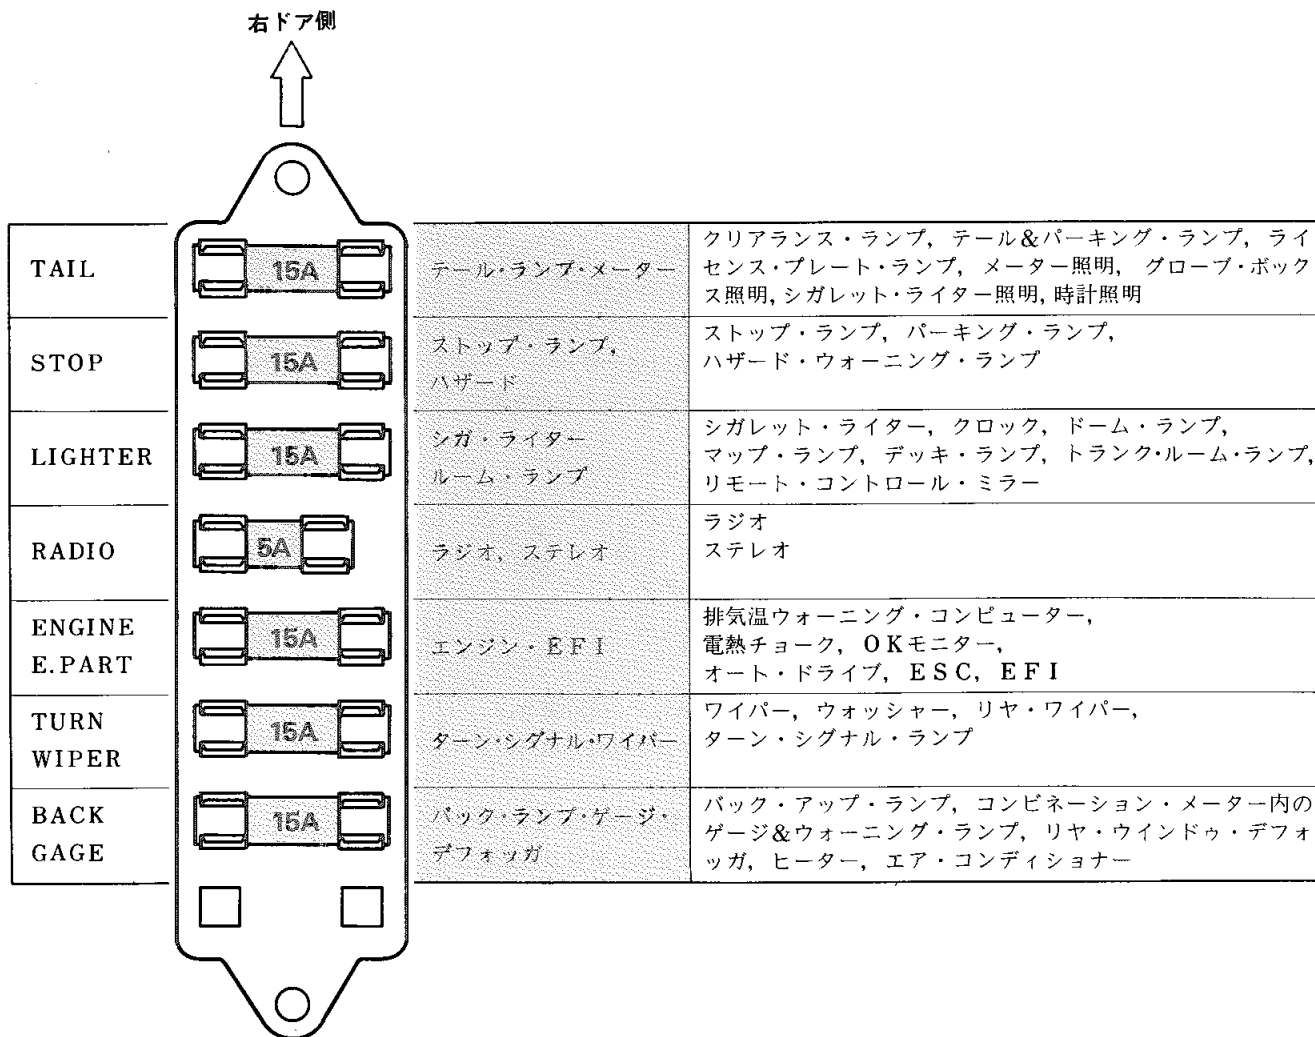 右ドア側
TAIL
15A
テール・ランプ・メーター
クリアランス・ランプ, テール&パーキング・ランプ, ライ
センス・プレート・ランプ, メーター照明, グローブ・ボック
ス照明, シガレット・ライター照明, 時計照明
STOP
15A
ストップ・ランプ,
ハザード
ストップ・ランプ, パーキング・ランプ,
ハザード・ウォーニング・ランプ
LIGHTER
15A
シガ・ライター
ルーム・ランプ
シガレット・ライター, クロック, ドーム・ランプ,
マップ・ランプ, デッキ・ランプ, トランク・ルーム・ランプ,
リモート・コントロール・ミラー
RADIO
5A
ラジオ, ステレオ
ラジオ
ステレオ
ENGINE
E.PART
15A
エンジン・EFI
排気温ウォーニング・コンピューター,
電熱チョーク, OKモニター,
オート・ドライブ, ESC, EFI
TURN
WIPER
15A
ターン・シグナル・ワイパー
ワイパー, ウォッシャー, リヤ・ワイパー,
ターン・シグナル・ランプ
BACK
GAGE
15A
バック・ランプ・ゲージ・
デフォッガ
バック・アップ・ランプ, コンビネーション・メーター内の
ゲージ&ウォーニング・ランプ, リヤ・ウインドゥ・デフォ
ッガ, ヒーター, エア・コンディショナー